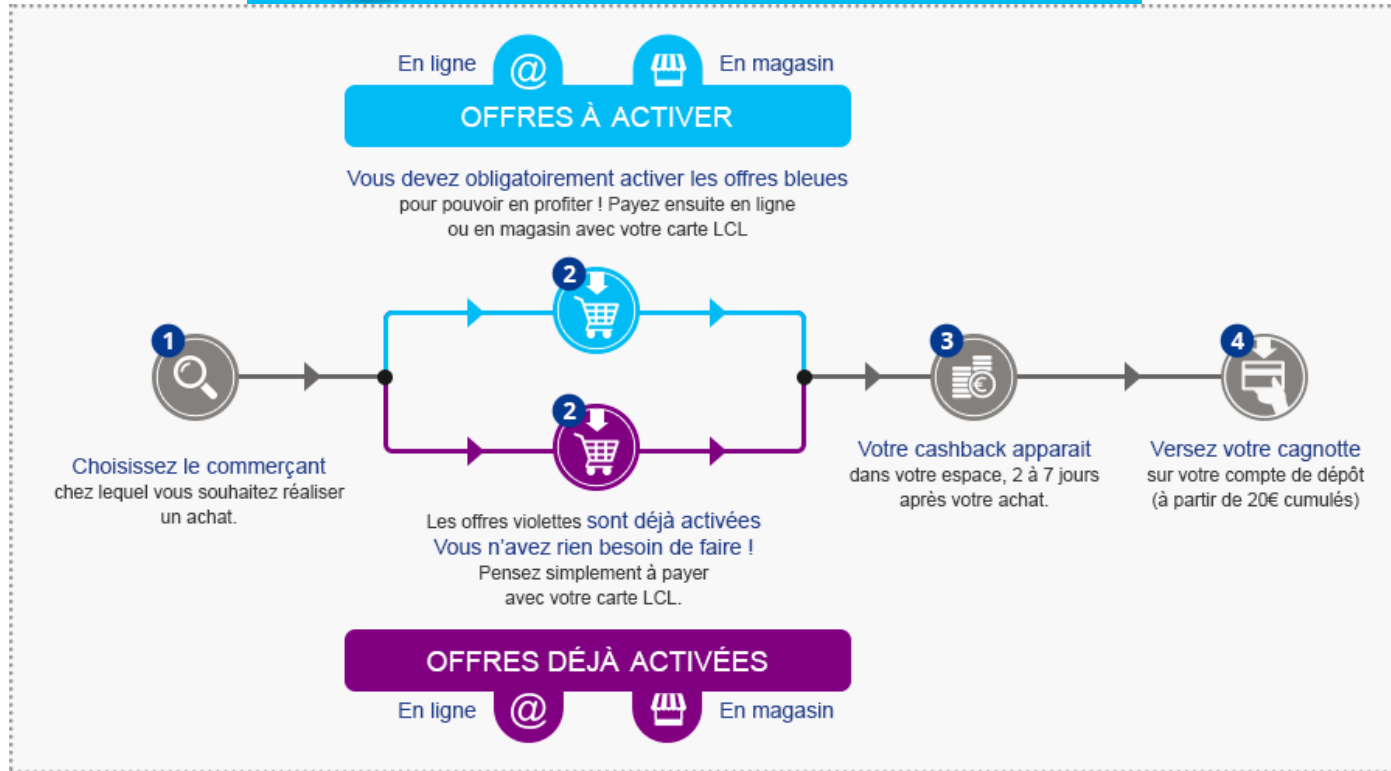 En ligne @ En magasin
OFFRES À ACTIVER
Vous devez obligatoirement activer les offres bleues
pour pouvoir en profiter ! Payez ensuite en ligne
ou en magasin avec votre carte LCL
1
Choisissez le commerçant
chez lequel vous souhaitez réaliser
un achat.
2
2
Les offres violettes sont déjà activées
Vous n'avez rien besoin de faire !
Pensez simplement à payer
avec votre carte LCL.
3
€
Votre cashback apparait
dans votre espace, 2 à 7 jours
après votre achat.
4
Versez votre cagnotte
sur votre compte de dépôt
(à partir de 20€ cumulés)
OFFRES DÉJÀ ACTIVÉES
En ligne @ En magasin